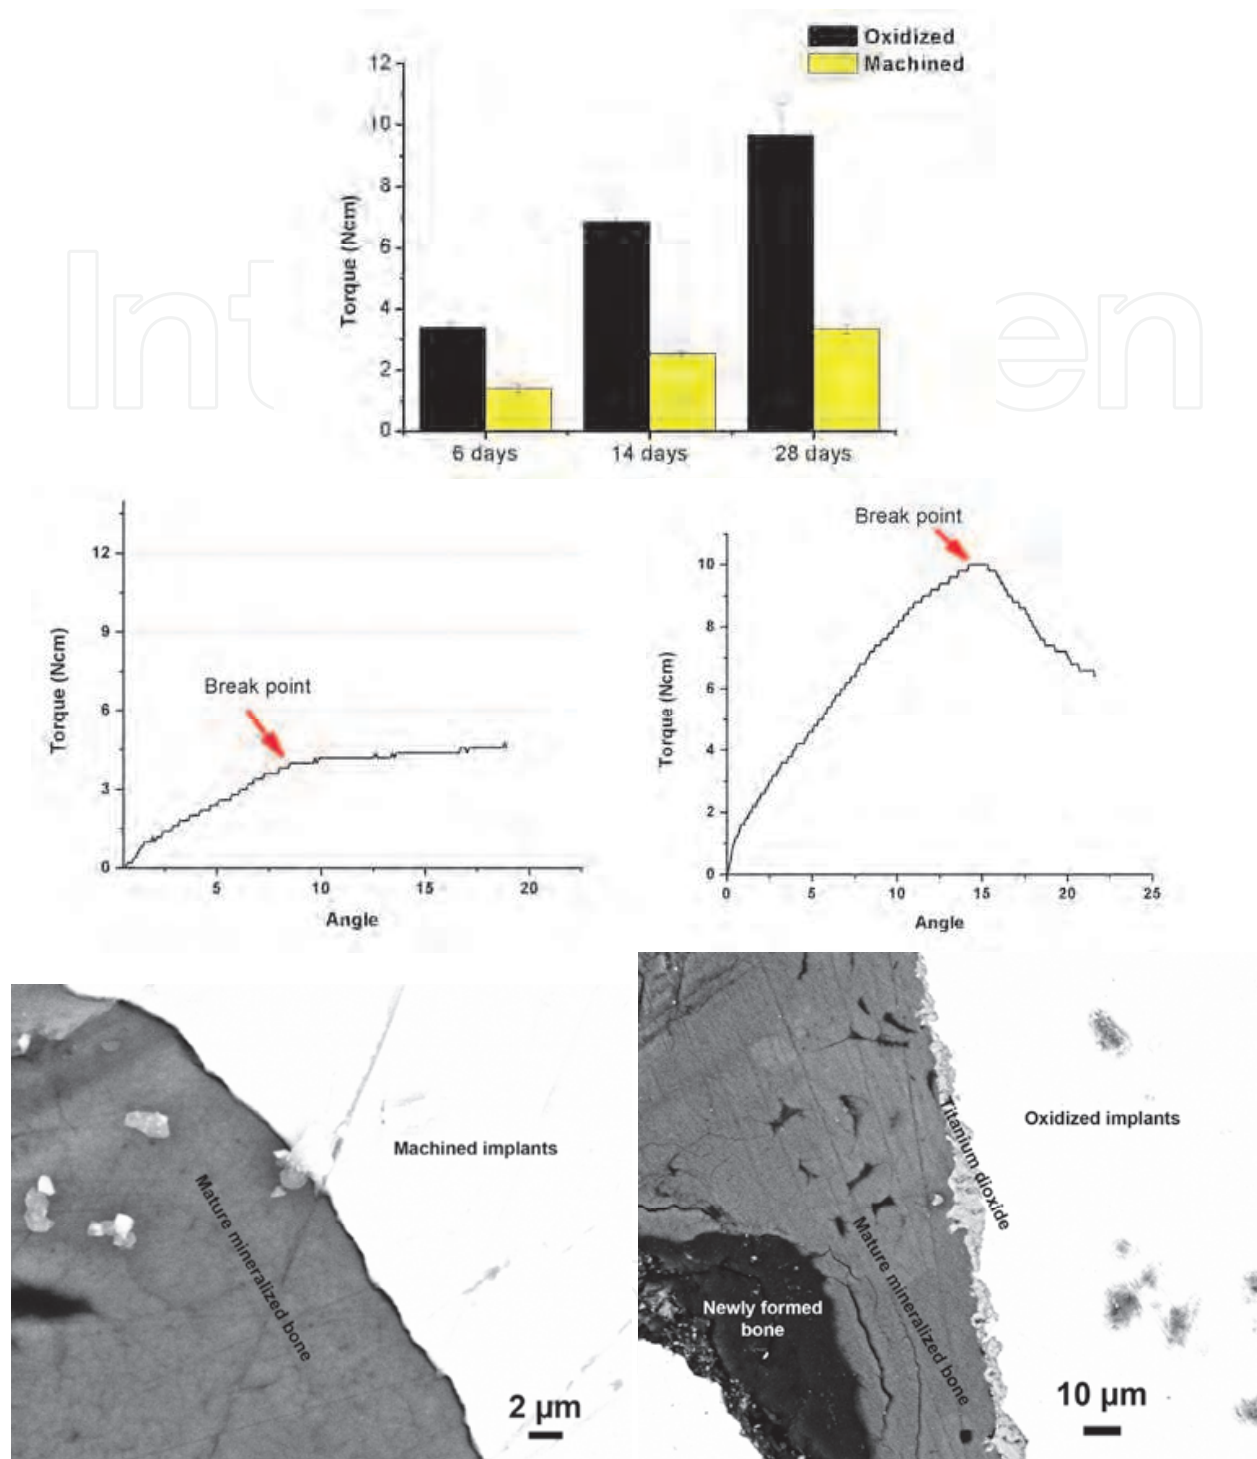 Oxidized
Machined
12
10
8
6
4
2
0
Torque (Ncm)
6 days
14 days
28 days
Break point
12
9
6
3
0
Torque (Ncm)
5
10
15
20
Angle
Break point
10
8
6
4
2
0
Torque (Ncm)
0
5
10
15
20
25
Angle
Machined implants
Mature mineralized bone
2 µm
Oxidized implants
Titanium dioxide
Mature mineralized bone
Newly formed
bone
10 µm